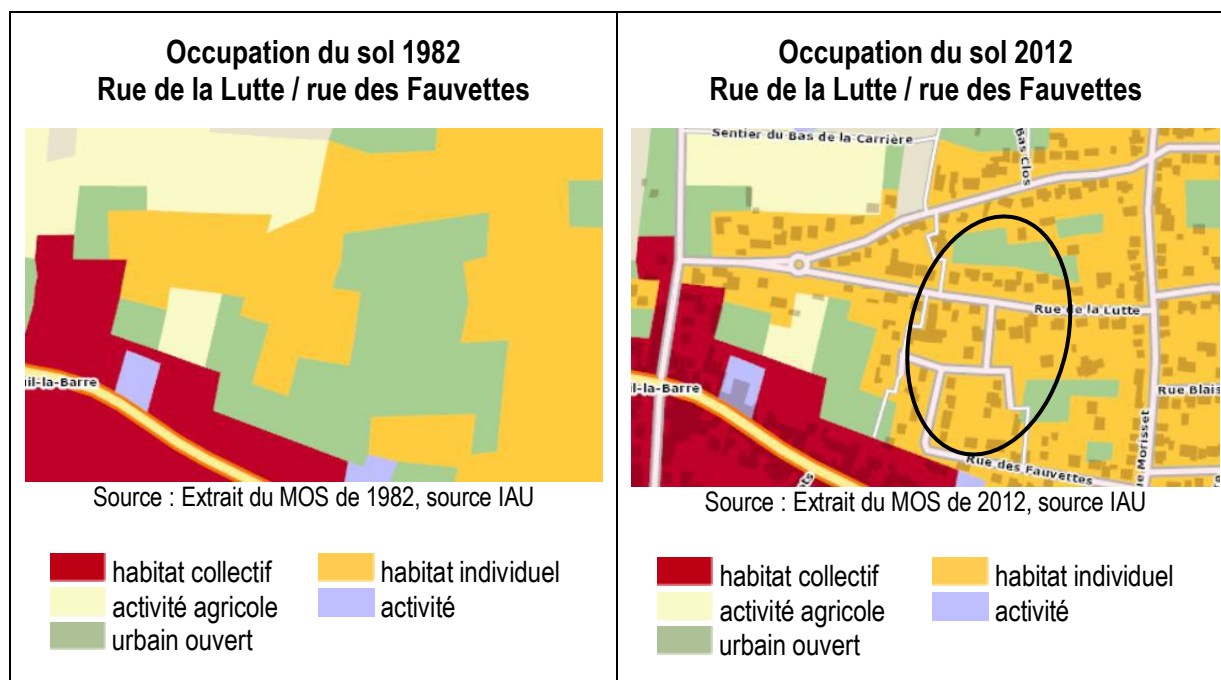 Occupation du sol 1982
Rue de la Lutte / rue des Fauvettes
il-la-Barre
Source : Extrait du MOS de 1982, source IAU
habitat collectif
habitat individuel
activité agricole
activité
urbain ouvert
Occupation du sol 2012
Rue de la Lutte / rue des Fauvettes
Sentier du Bas de la Carrière
Bas Clos
Rue de la Lutte
il-la-Barre
Rue Blais
Rue des Fauvettes
e Morisset
Source : Extrait du MOS de 2012, source IAU
habitat collectif
habitat individuel
activité agricole
activité
urbain ouvert